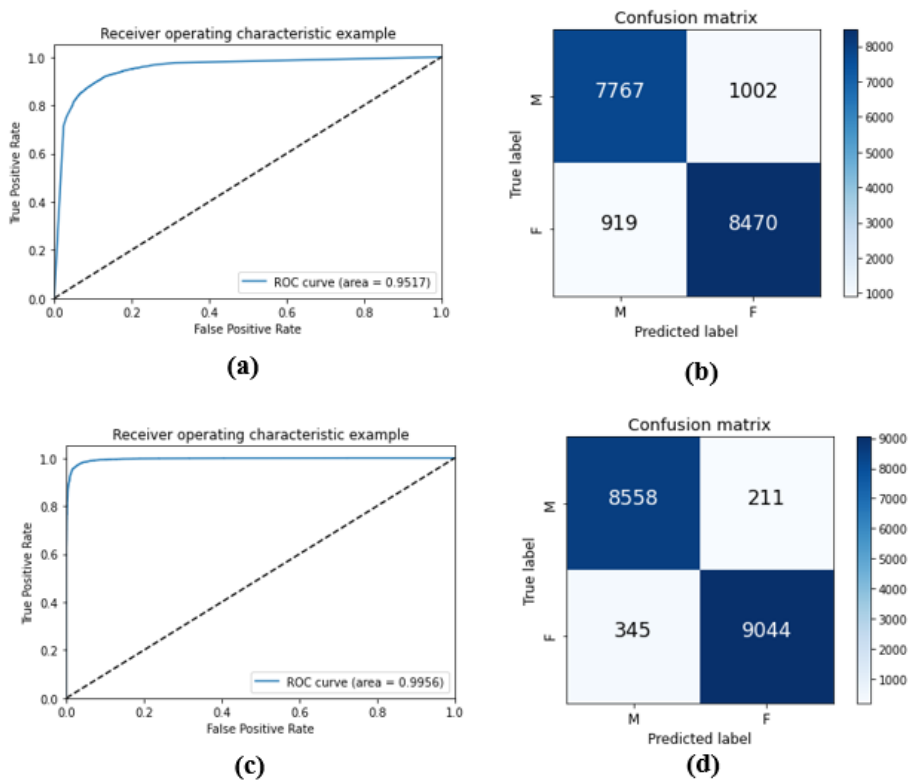 Receiver operating characteristic example
1.0
0.8
0.6
0.4
0.2
0.0
True Positive Rate
ROC curve (area = 0.9517)
0.0 0.2 0.4 0.6 0.8 1.0
False Positive Rate
(a)
Confusion matrix
M
F
True label
7767 1002
919 8470
M F
Predicted label
8000
7000
6000
5000
4000
3000
2000
1000
(b)
Receiver operating characteristic example
1.0
0.8
0.6
0.4
0.2
0.0
True Positive Rate
ROC curve (area = 0.9956)
0.0 0.2 0.4 0.6 0.8 1.0
False Positive Rate
(c)
Confusion matrix
M
F
True label
8558 211
345 9044
M F
Predicted label
9000
8000
7000
6000
5000
4000
3000
2000
1000
(d)